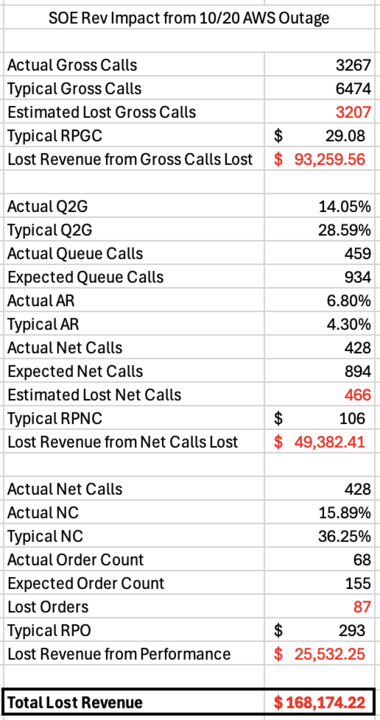 SOE Rev Impact from 10/20 AWS Outage
Actual Gross Calls 3267
Typical Gross Calls 6474
Estimated Lost Gross Calls 3207
Typical RPGC $ 29.08
Lost Revenue from Gross Calls Lost $ 93,259.56
Actual Q2G 14.05%
Typical Q2G 28.59%
Actual Queue Calls 459
Expected Queue Calls 934
Actual AR 6.80%
Typical AR 4.30%
Actual Net Calls 428
Expected Net Calls 894
Estimated Lost Net Calls 466
Typical RPNC $ 106
Lost Revenue from Net Calls Lost $ 49,382.41
Actual Net Calls 428
Actual NC 15.89%
Typical NC 36.25%
Actual Order Count 68
Expected Order Count 155
Lost Orders 87
Typical RPO $ 293
Lost Revenue from Performance $ 25,532.25
Total Lost Revenue $ 168,174.22